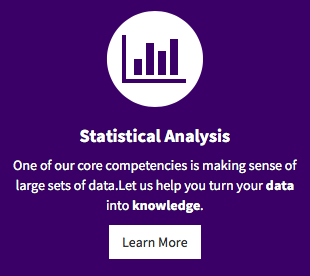 Statistical Analysis
One of our core competencies is making sense of
large sets of data.Let us help you turn your data
into knowledge.
Learn More